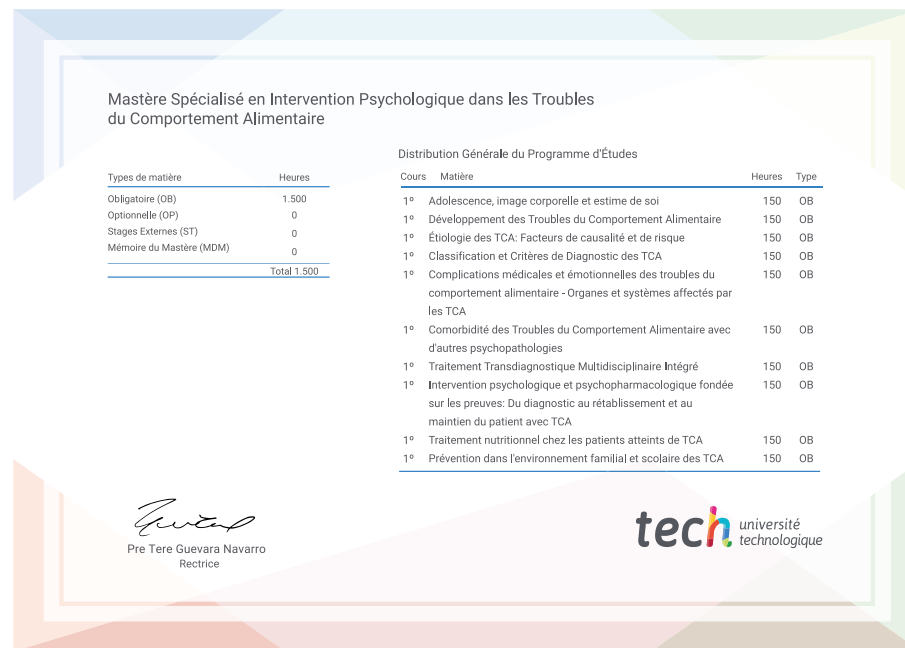 Mastère Spécialisé en Intervention Psychologique dans les Troubles
du Comportement Alimentaire
Types de matière Heures
Obligatoire (OB) 1.500
Optionnelle (OP) 0
Stages Externes (ST) 0
Mémoire du Mastère (MDM) 0
Total 1.500
Distribution Générale du Programme d'Études
Cours Matière Heures Type
1º Adolescence, image corporelle et estime de soi 150 OB
1º Développement des Troubles du Comportement Alimentaire 150 OB
1º Étiologie des TCA: Facteurs de causalité et de risque 150 OB
1º Classification et Critères de Diagnostic des TCA 150 OB
1º Complications médicales et émotionnelles des troubles du 150 OB
comportement alimentaire - Organes et systèmes affectés par
les TCA
1º Comorbidité des Troubles du Comportement Alimentaire avec 150 OB
d'autres psychopathologies
1º Traitement Transdiagnostique Multidisciplinaire Intégré 150 OB
1º Intervention psychologique et psychopharmacologique fondée 150 OB
sur les preuves: Du diagnostic au rétablissement et au
maintien du patient avec TCA
1º Traitement nutritionnel chez les patients atteints de TCA 150 OB
1º Prévention dans l'environnement familial et scolaire des TCA 150 OB
Pre Tere Guevara Navarro
Rectrice
tech université
technologique